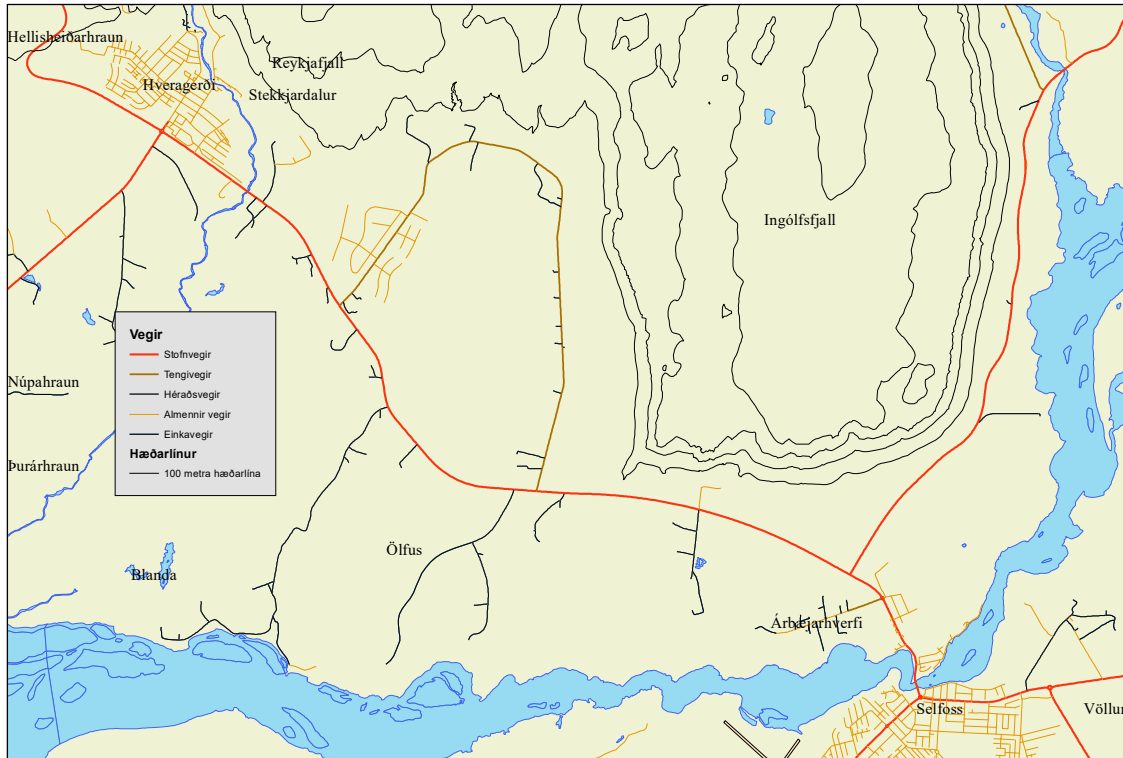 Hellisheiðarhraun
Reykjafjall
Hveragerði
Stekkjardalur
Ingólfsfjall
Vegir
Stofnvegir
Tengivegir
Héraðsvegir
Almennir vegir
Einkavegir
Hæðarlínur
100 metra hæðarlína
Núpahraun
Þurárhraun
Ölfus
Blanda
Árbæjarhverfi
Selfoss
Völlur